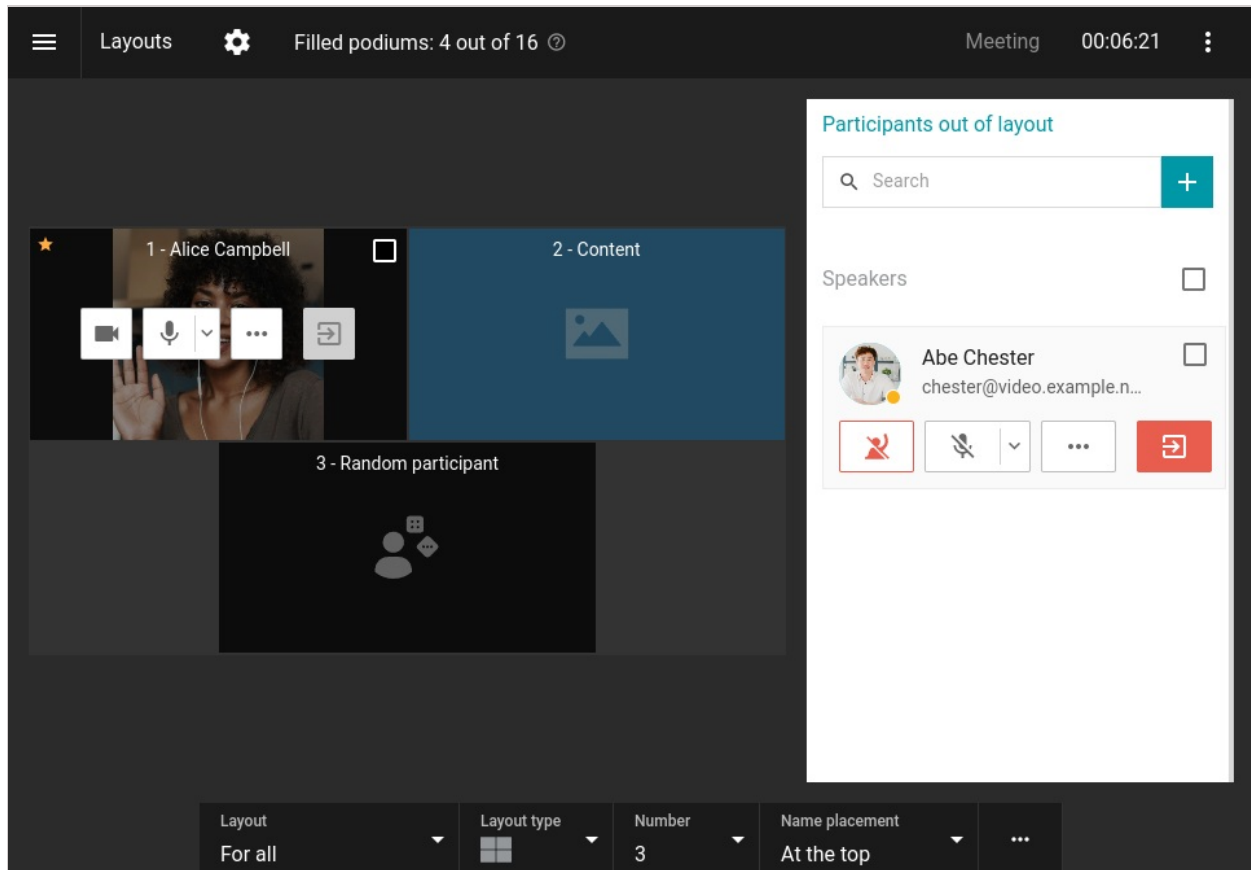 Layouts
Filled podiums: 4 out of 16
Meeting
00:06:21
Participants out of layout
Search
1 - Alice Campbell
2 - Content
Speakers
Abe Chester
chester@video.example.n...
3 - Random participant
Layout
For all
Layout type
Number
3
Name placement
At the top